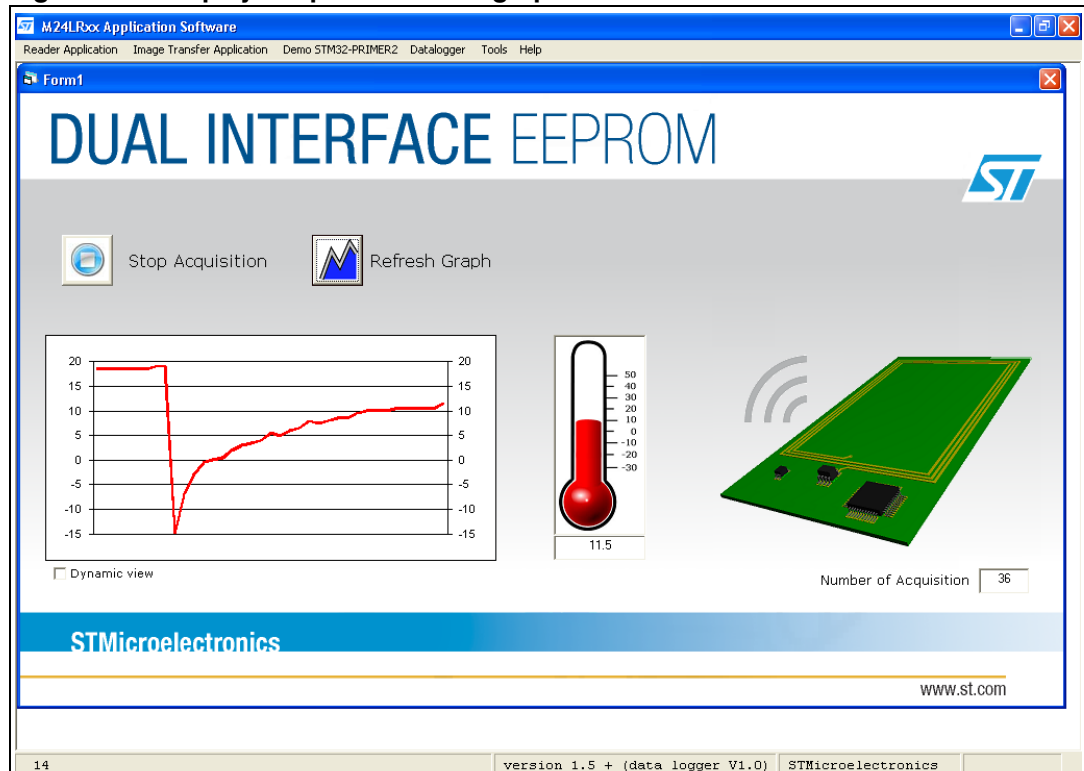 M24LRxx Application Software
Reader Application Image Transfer Application Demo STM32-PRIMER2 Datalogger Tools Help
Form1
DUAL INTERFACE EEPROM
ST
Stop Acquisition Refresh Graph
20 20
15 15
10 10
5 5
0 0
-5 -5
-10 -10
-15 -15
50
40
30
20
10
0
-10
-20
-30
11.5
Dynamic view
Number of Acquisition 36
STMicroelectronics
www.st.com
14 version 1.5 + (data logger V1.0) STMicroelectronics